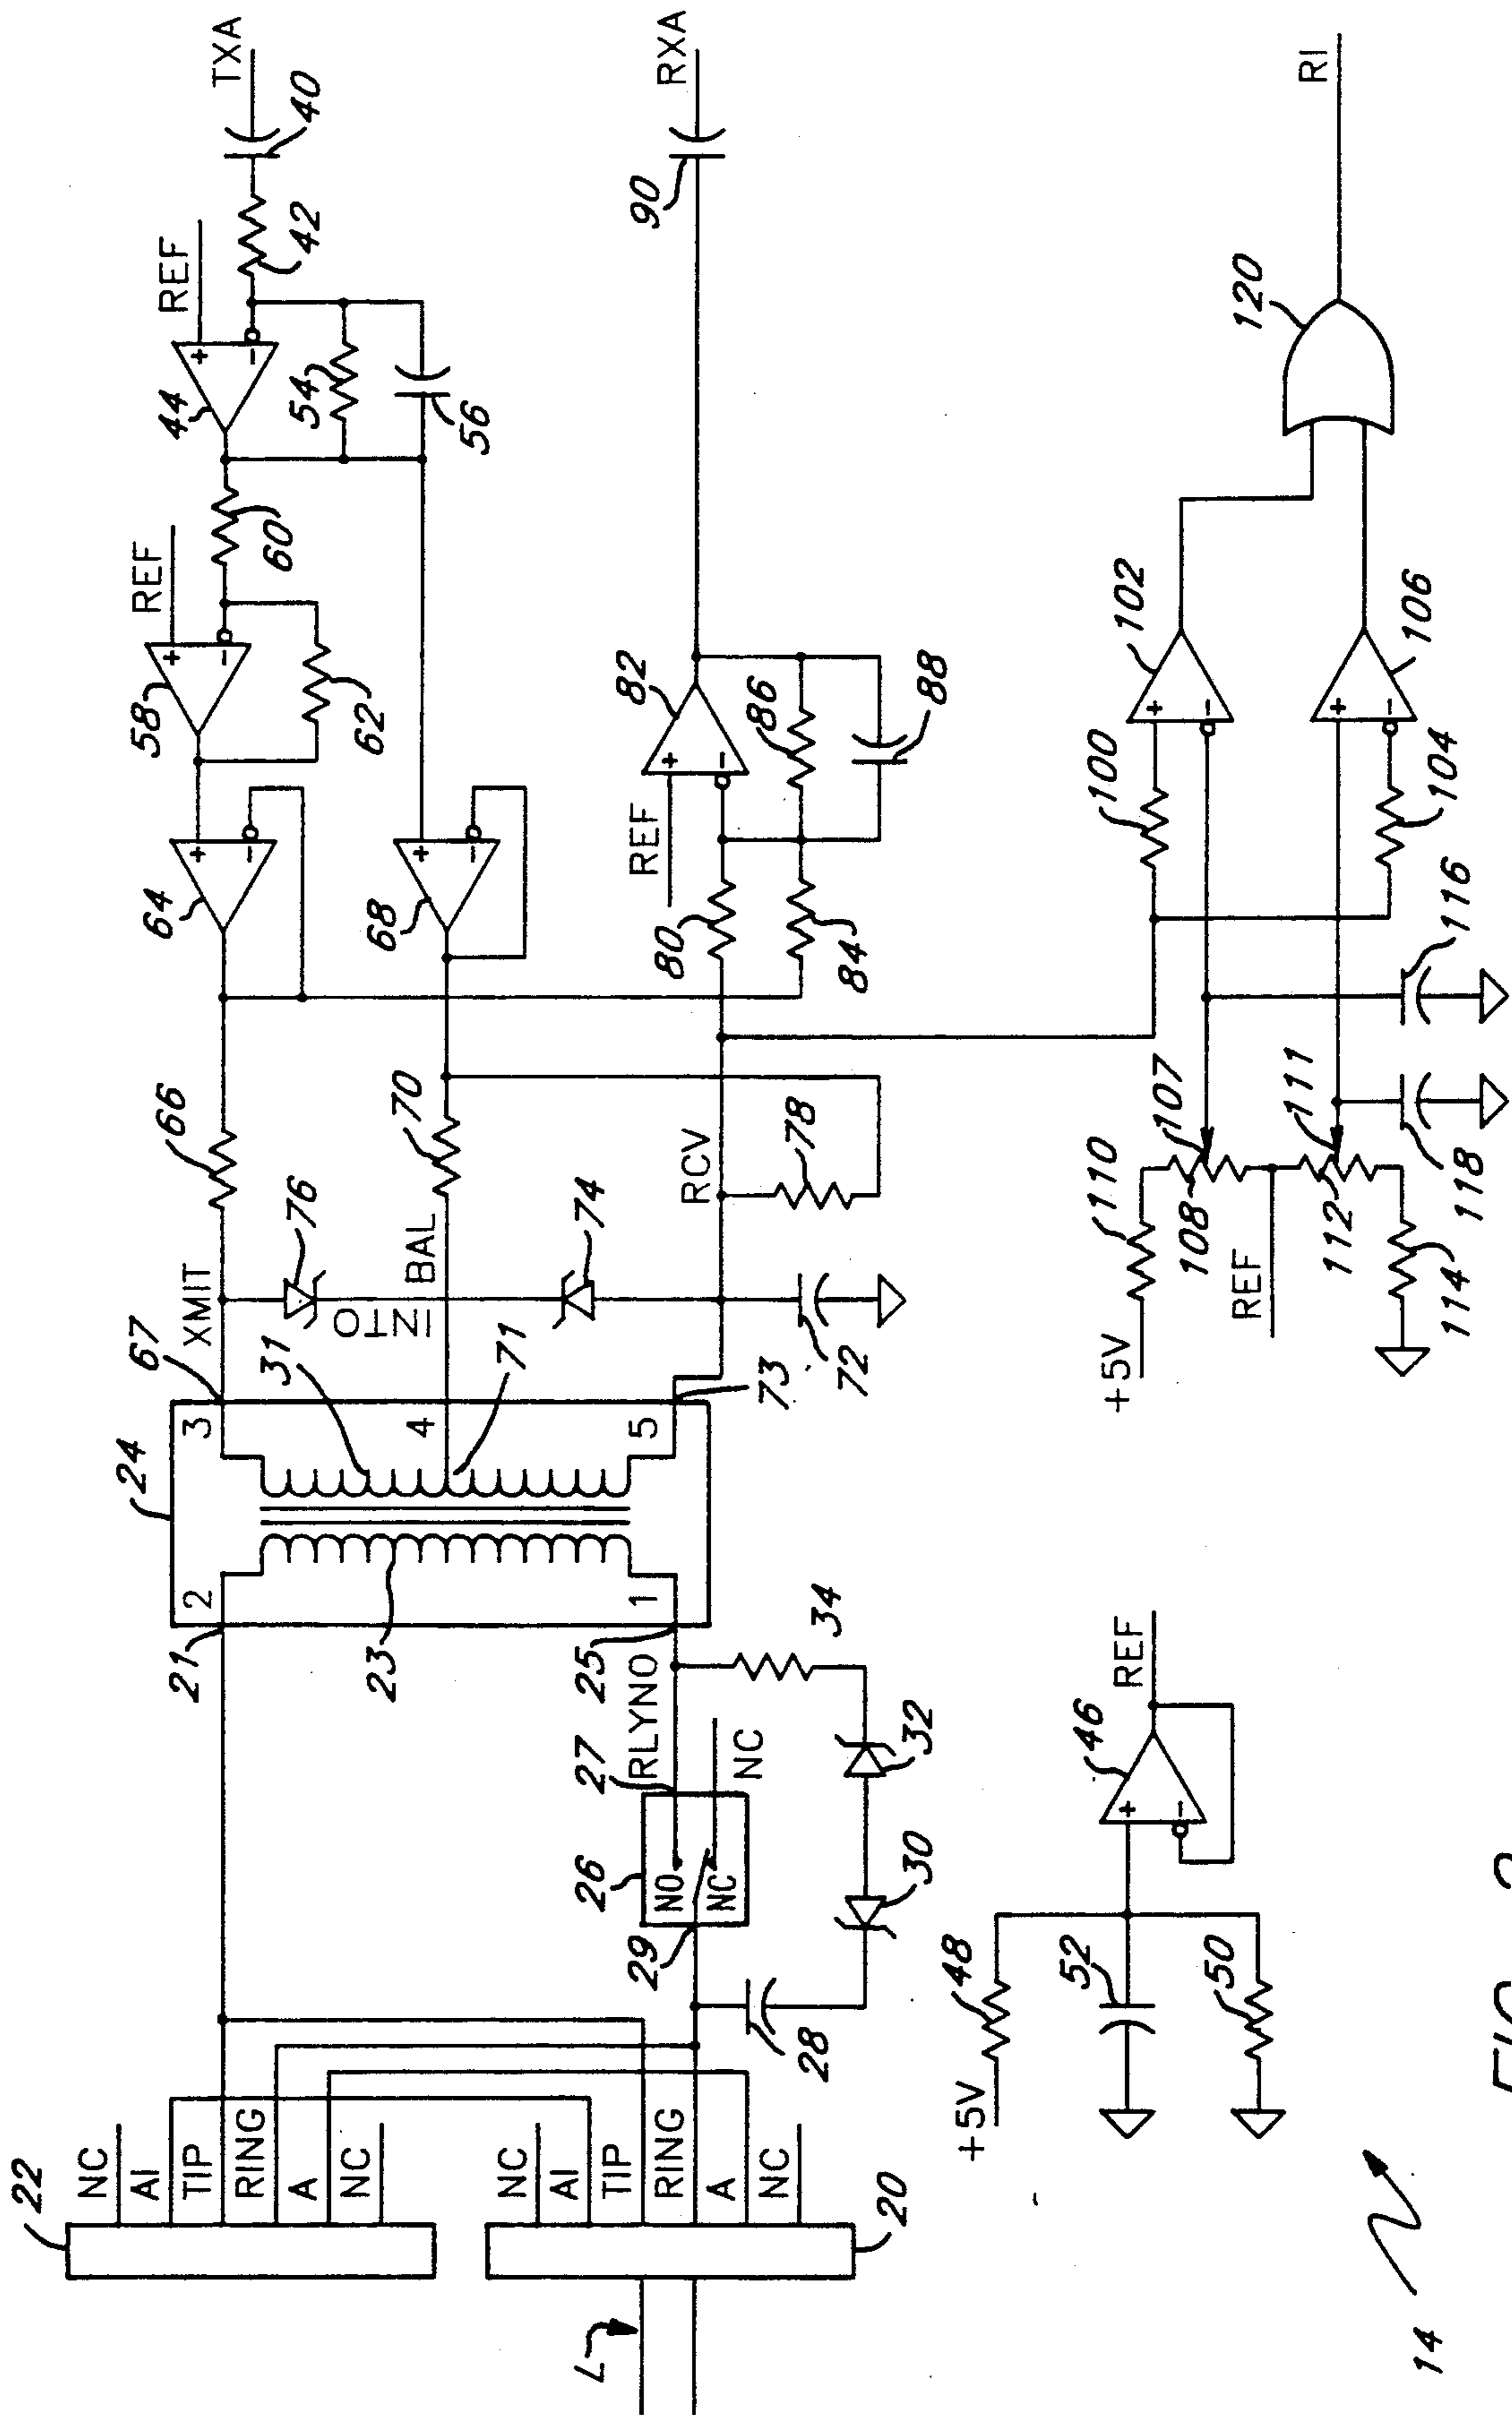 22
NC
AI
TIP
RING
A
NC
NC
AI
TIP
RING
A
NC
20
L
21
2
23
1
25
24
3
67
31
4
71
5
73
RLYNO
27
26
NO
NC
NC
29
28
30
32
34
XMIT
66
76
INTO
BAL
70
74
RCV
72
78
64
+
-
68
+
-
58
+
-
REF
62
60
44
+
-
REF
54
56
42
40
TXA
80
84
REF
82
+
-
86
88
90
RXA
+5V
48
52
50
46
+
-
REF
+5V
110
108
107
REF
112
111
114
118
116
100
104
102
+
-
106
+
-
120
RI
14